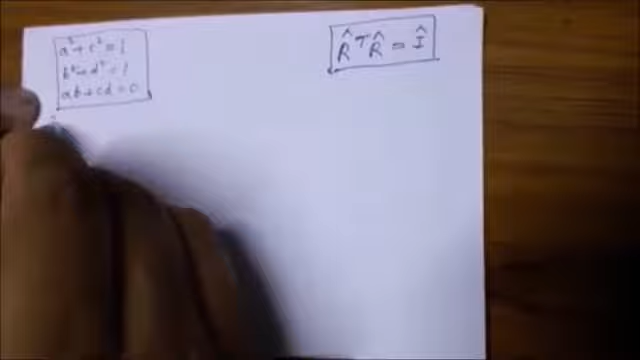 a² + c² = 1
b² + d² = 1
ab + cd = 0
R̂ᵀR̂ = Î